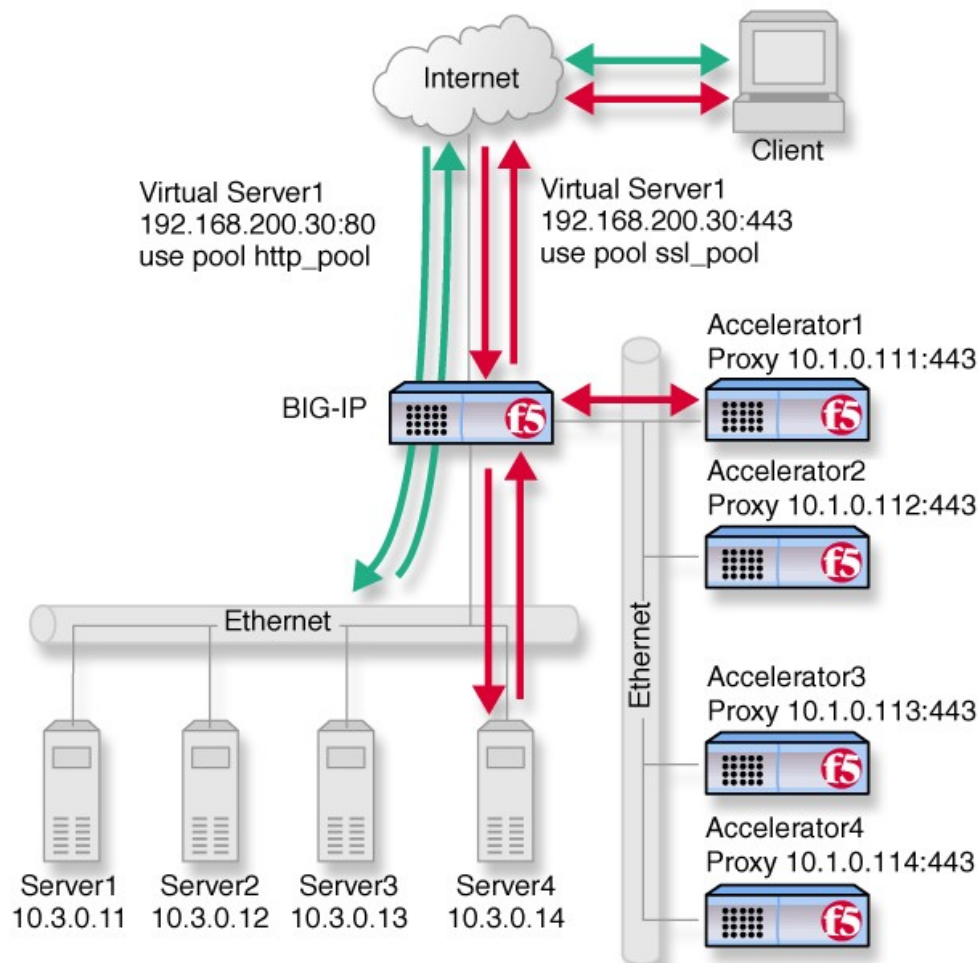 Internet
Client
Virtual Server1
192.168.200.30:80
use pool http_pool
Virtual Server1
192.168.200.30:443
use pool ssl_pool
BIG-IP
f5
Accelerator1
Proxy 10.1.0.111:443
f5
Accelerator2
Proxy 10.1.0.112:443
f5
Ethernet
Ethernet
Accelerator3
Proxy 10.1.0.113:443
f5
Accelerator4
Proxy 10.1.0.114:443
f5
Server1
10.3.0.11
Server2
10.3.0.12
Server3
10.3.0.13
Server4
10.3.0.14